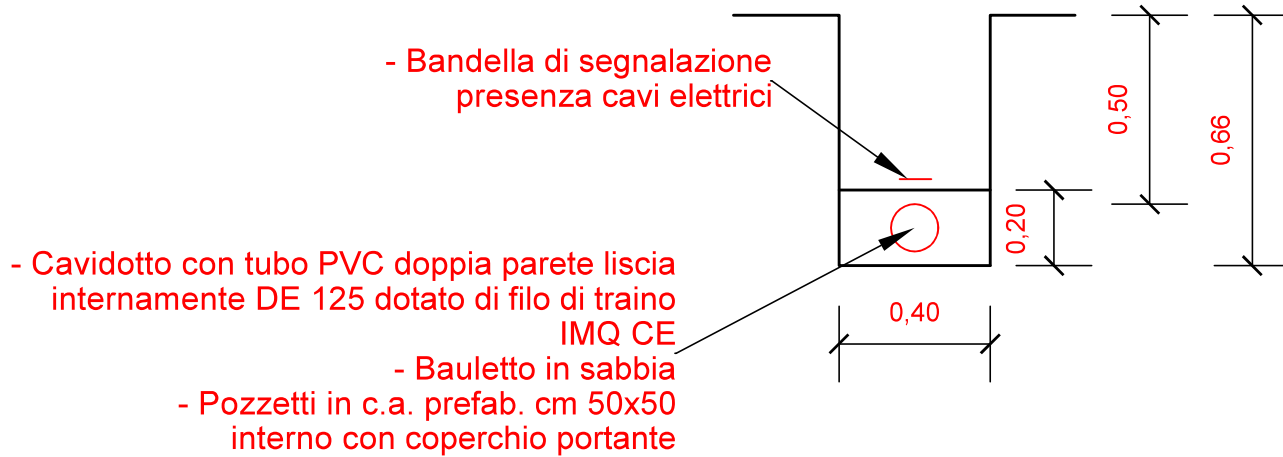 - Bandella di segnalazione
presenza cavi elettrici
0,50
0,66
0,20
- Cavidotto con tubo PVC doppia parete liscia
internamente DE 125 dotato di filo di traino
IMQ CE
- Bauletto in sabbia
- Pozzetti in c.a. prefab. cm 50x50
interno con coperchio portante
0,40